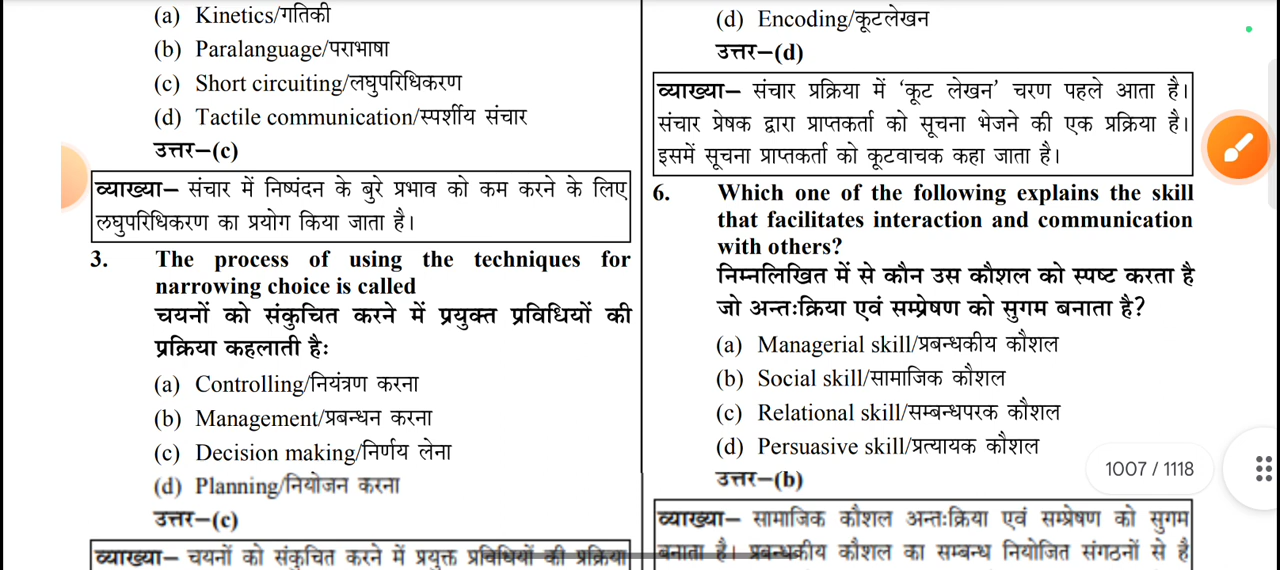 (a) Kinetics/गतिकी
(b) Paralanguage/पराभाषा
(c) Short circuiting/लघुपरिधिकरण
(d) Tactile communication/स्पर्शीय संचार
उत्तर–(c)
व्याख्या– संचार में निष्पंदन के बुरे प्रभाव को कम करने के लिए
लघुपरिधिकरण का प्रयोग किया जाता है।
3. The process of using the techniques for
narrowing choice is called
चयनों को संकुचित करने में प्रयुक्त प्रविधियों की
प्रक्रिया कहलाती हैः
(a) Controlling/नियंत्रण करना
(b) Management/प्रबन्धन करना
(c) Decision making/निर्णय लेना
(d) Planning/नियोजन करना
उत्तर–(c)
व्याख्या– चयनों को संकुचित करने में प्रयुक्त प्रविधियों की प्रक्रिया
(d) Encoding/कूटलेखन
उत्तर–(d)
व्याख्या– संचार प्रक्रिया में ‘कूट लेखन’ चरण पहले आता है।
संचार प्रेषक द्वारा प्राप्तकर्ता को सूचना भेजने की एक प्रक्रिया है।
इसमें सूचना प्राप्तकर्ता को कूटवाचक कहा जाता है।
6. Which one of the following explains the skill
that facilitates interaction and communication
with others?
निम्नलिखित में से कौन उस कौशल को स्पष्ट करता है
जो अन्तःक्रिया एवं सम्प्रेषण को सुगम बनाता है?
(a) Managerial skill/प्रबन्धकीय कौशल
(b) Social skill/सामाजिक कौशल
(c) Relational skill/सम्बन्धपरक कौशल
(d) Persuasive skill/प्रत्यायक कौशल
उत्तर–(b)
व्याख्या– सामाजिक कौशल अन्तःक्रिया एवं सम्प्रेषण को सुगम
बनाता है। प्रबन्धकीय कौशल का सम्बन्ध नियोजित संगठनों से है
1007 / 1118